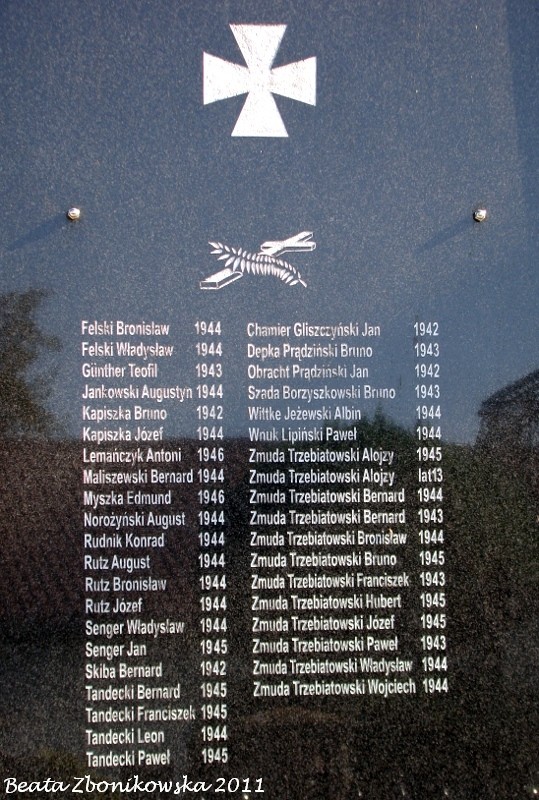 Felski Bronislaw 1944
Felski Władysław 1944
Günther Teofil 1943
Jankowski Augustyn 1944
Kapiszka Bruno 1942
Kapiszka Józef 1944
Lemańczyk Antoni 1946
Maliszewski Bernard 1944
Myszka Edmund 1946
Norożyński August 1944
Rudnik Konrad 1944
Rutz August 1944
Rutz Bronisław 1944
Rutz Józef 1944
Senger Władyslaw 1944
Senger Jan 1945
Skiba Bernard 1942
Tandecki Bernard 1945
Tandecki Franciszek 1945
Tandecki Leon 1944
Tandecki Paweł 1945
Chamier Gliszczyński Jan 1942
Depka Prądziński Bruno 1943
Obracht Prądziński Jan 1942
Szada Borzyszkowski Bruno 1943
Wittke Jeżewski Albin 1944
Wnuk Lipiński Paweł 1944
Zmuda Trzebiatowski Alojzy 1945
Zmuda Trzebiatowski Alojzy lat13
Zmuda Trzebiatowski Bernard 1944
Zmuda Trzebiatowski Bernard 1943
Zmuda Trzebiatowski Bronisław 1944
Zmuda Trzebiatowski Bruno 1945
Zmuda Trzebiatowski Franciszek 1943
Zmuda Trzebiatowski Hubert 1945
Zmuda Trzebiatowski Józef 1945
Zmuda Trzebiatowski Paweł 1943
Zmuda Trzebiatowski Władysław 1944
Zmuda Trzebiatowski Wojciech 1944
Beata Zbonikowska 2011